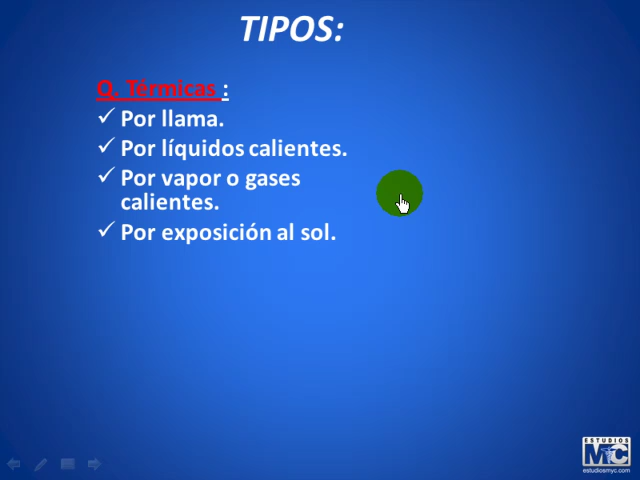 TIPOS:
Q. Térmicas :
Por llama.
Por líquidos calientes.
Por vapor o gases
calientes.
Por exposición al sol.
ESTUDIOS
MyC
estudiosmyc.com